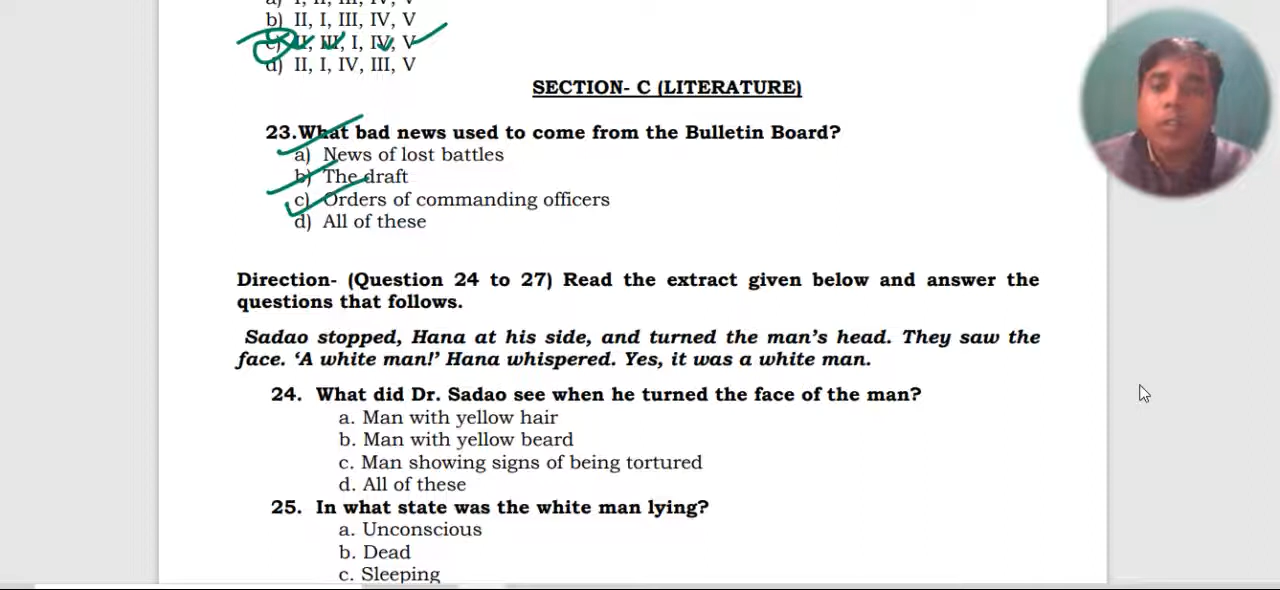 a) I, II, III, IV, V
b) II, I, III, IV, V
c) II, III, I, IV, V
d) II, I, IV, III, V
SECTION- C (LITERATURE)
23.What bad news used to come from the Bulletin Board?
a) News of lost battles
b) The draft
c) Orders of commanding officers
d) All of these
Direction- (Question 24 to 27) Read the extract given below and answer the
questions that follows.
Sadao stopped, Hana at his side, and turned the man's head. They saw the
face. 'A white man!' Hana whispered. Yes, it was a white man.
24. What did Dr. Sadao see when he turned the face of the man?
a. Man with yellow hair
b. Man with yellow beard
c. Man showing signs of being tortured
d. All of these
25. In what state was the white man lying?
a. Unconscious
b. Dead
c. Sleeping